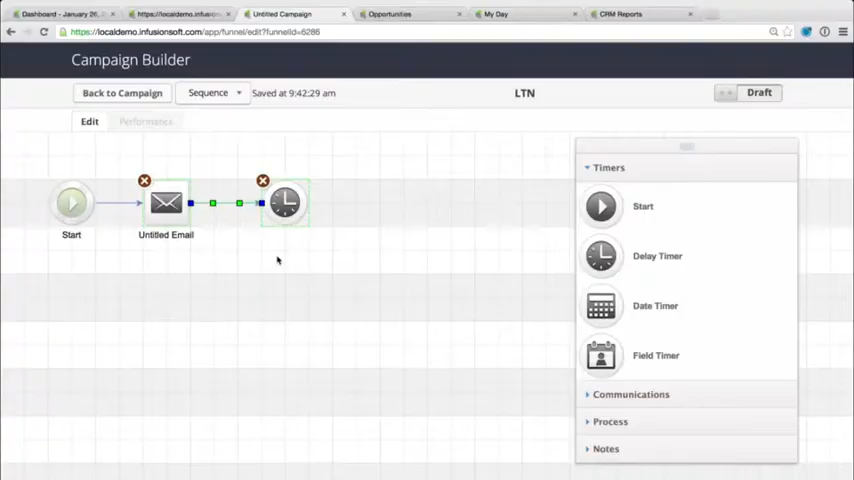 Dashboard - January 26,
https://localdemo.infusions
Untitled Campaign
Opportunities
My Day
CRM Reports
https://localdemo.infusionsoft.com/app/funnel/edit?funnelId=6286
Campaign Builder
Back to Campaign
Sequence
Saved at 9:42:29 am
LTN
Draft
Edit
Performance
Timers
Start
Delay Timer
Date Timer
Field Timer
Communications
Process
Notes
Start
Untitled Email